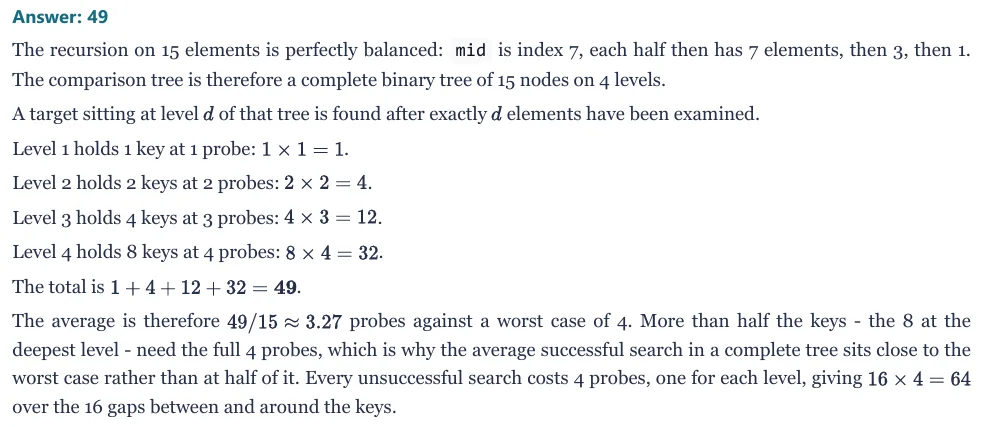 Answer: 49
The recursion on 15 elements is perfectly balanced: mid is index 7, each half then has 7 elements, then 3, then 1.
The comparison tree is therefore a complete binary tree of 15 nodes on 4 levels.
A target sitting at level d of that tree is found after exactly d elements have been examined.
Level 1 holds 1 key at 1 probe: 1 × 1 = 1.
Level 2 holds 2 keys at 2 probes: 2 × 2 = 4.
Level 3 holds 4 keys at 3 probes: 4 × 3 = 12.
Level 4 holds 8 keys at 4 probes: 8 × 4 = 32.
The total is 1 + 4 + 12 + 32 = 49.
The average is therefore 49/15 ≈ 3.27 probes against a worst case of 4. More than half the keys - the 8 at the
deepest level - need the full 4 probes, which is why the average successful search in a complete tree sits close to the
worst case rather than at half of it. Every unsuccessful search costs 4 probes, one for each level, giving 16 × 4 = 64
over the 16 gaps between and around the keys.